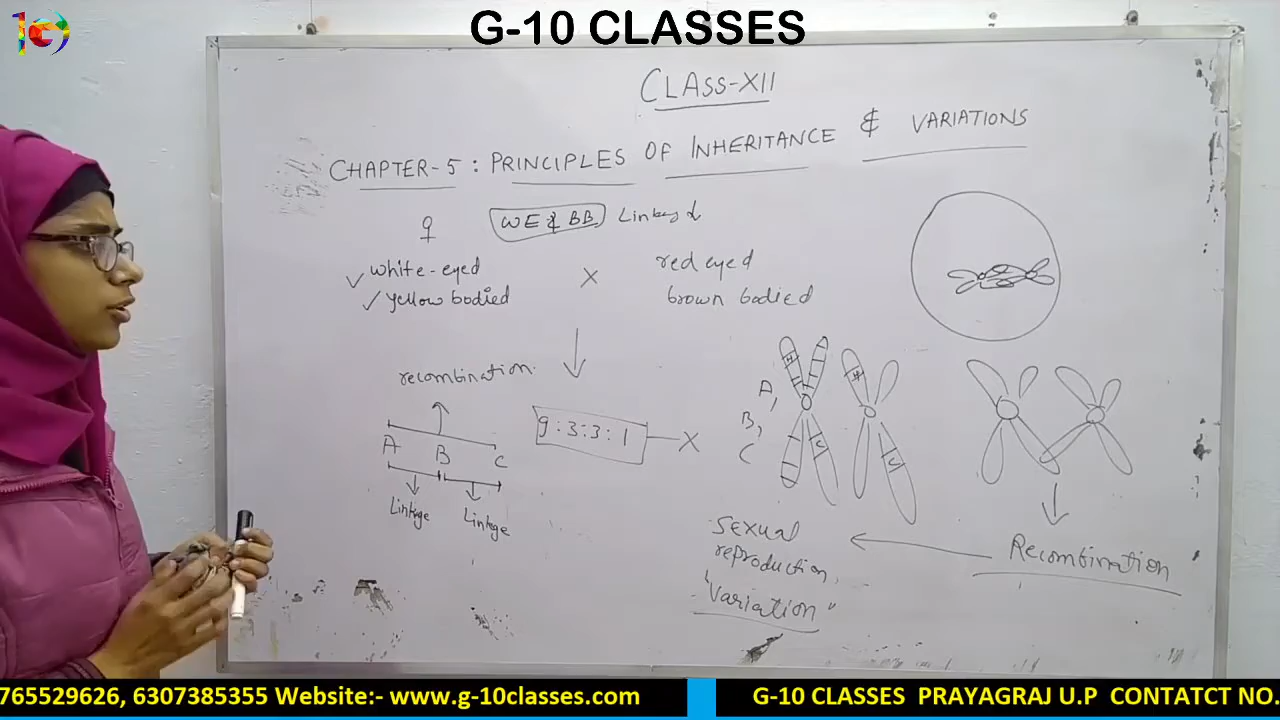 G-10 CLASSES
CLASS-XII
CHAPTER-5 : PRINCIPLES OF INHERITANCE & VARIATIONS
♀ WE & BB Linked
✓ white-eyed × red eyed
✓ yellow bodied brown bodied
recombination
9:3:3:1 — X
A B C
Linkage Linkage
A,
B,
C
H
H
C
C
Sexual
reproduction,
"Variation"
Recombination
765529626, 6307385355 Website:- www.g-10classes.com
G-10 CLASSES PRAYAGRAJ U.P CONTATCT NO.